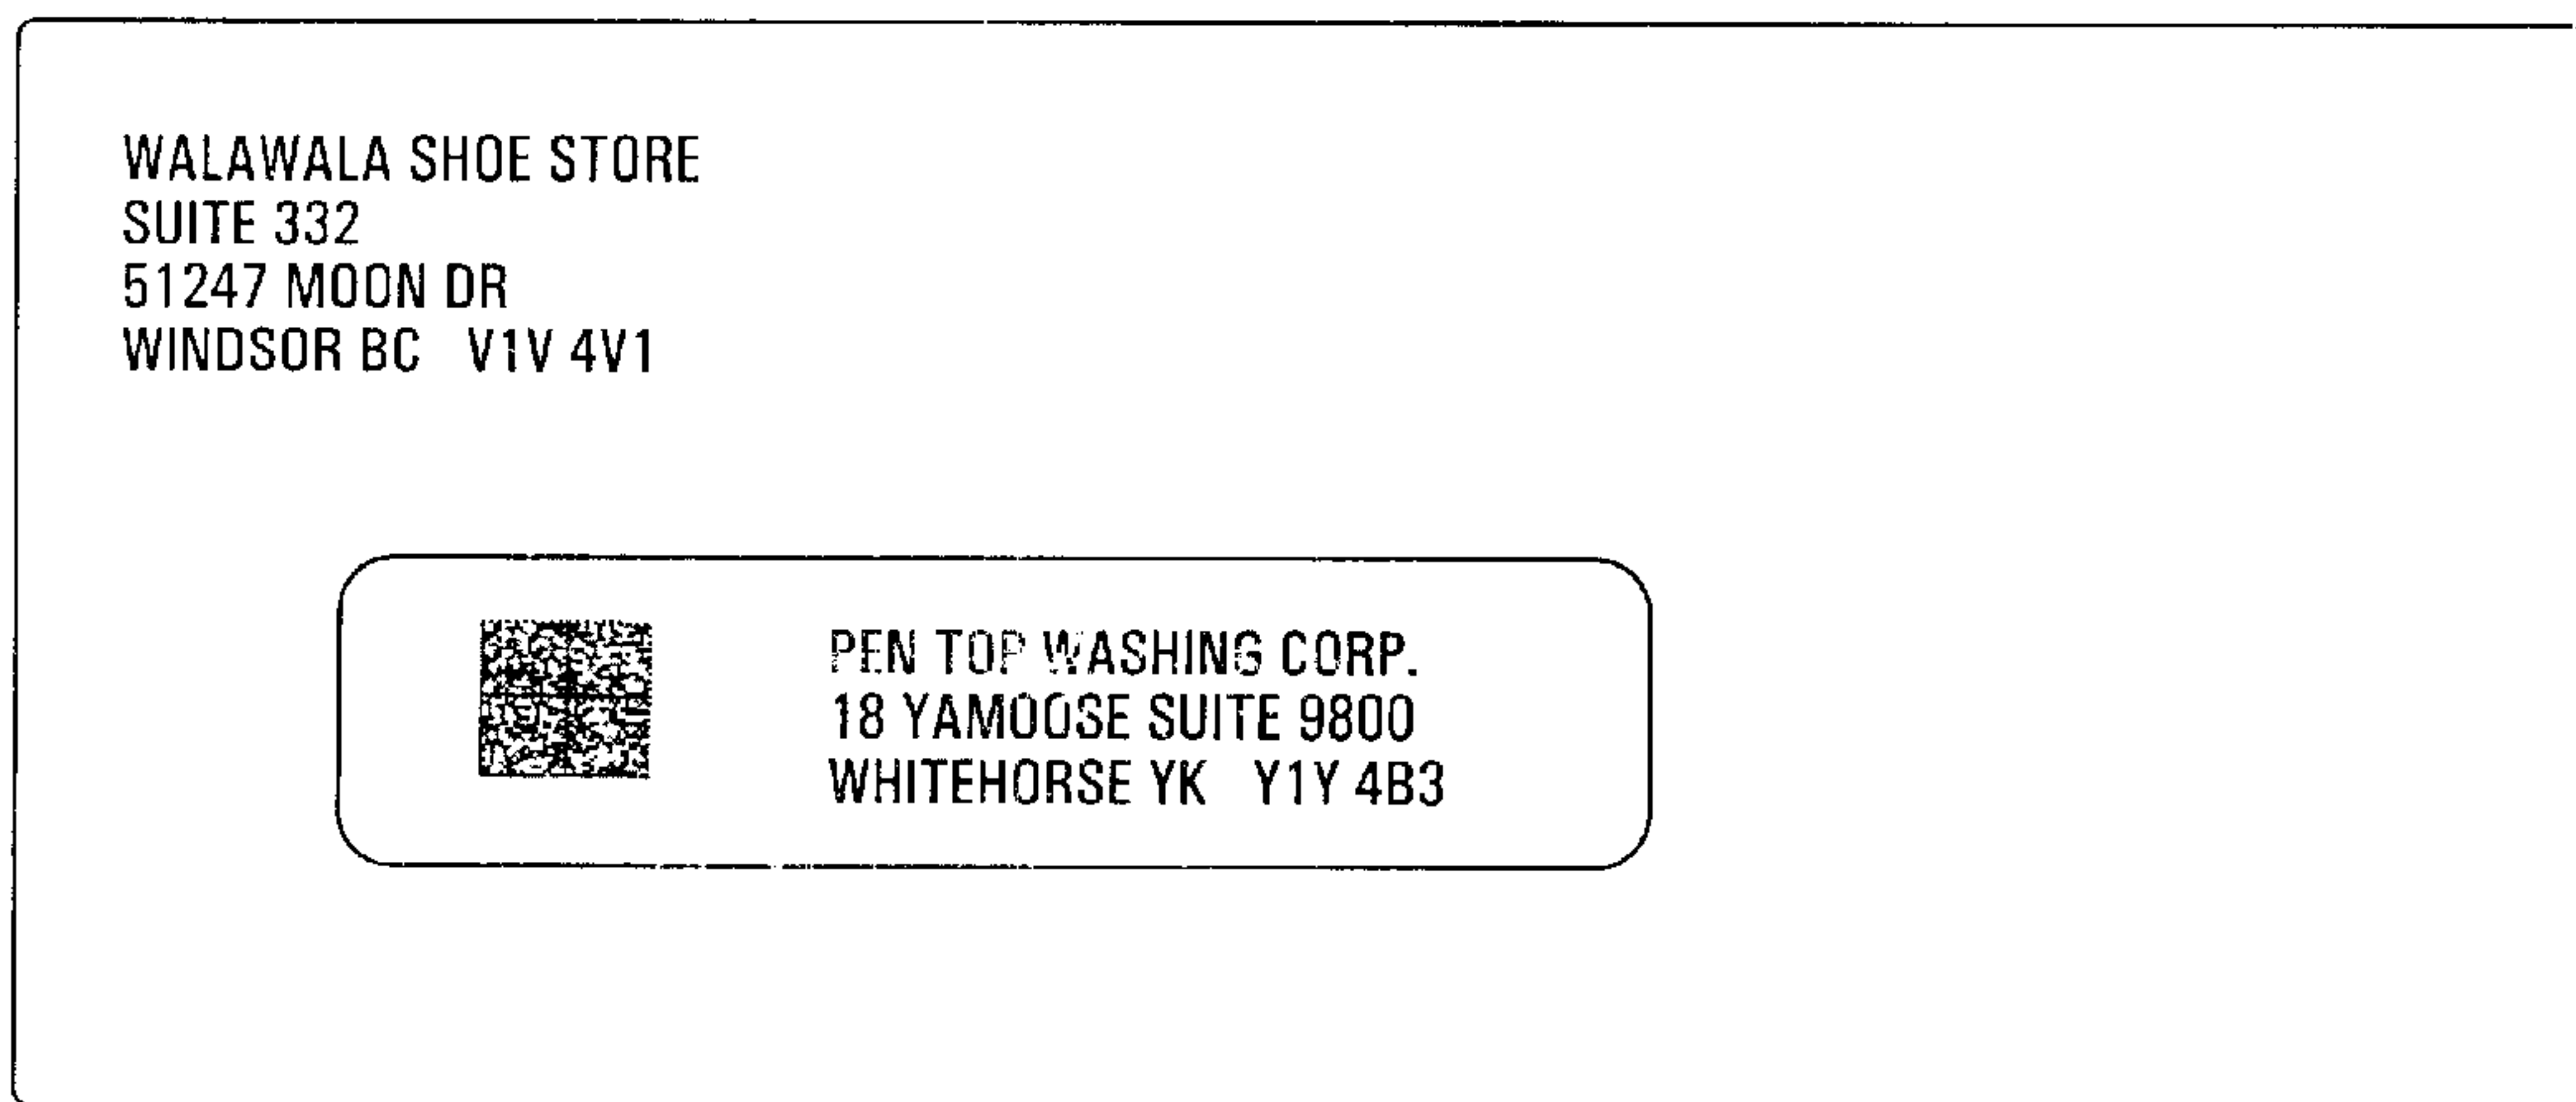 WALAWALA SHOE STORE
SUITE 332
51247 MOON DR
WINDSOR BC V1V 4V1
PEN TOP WASHING CORP.
18 YAMOOSE SUITE 9800
WHITEHORSE YK Y1Y 4B3